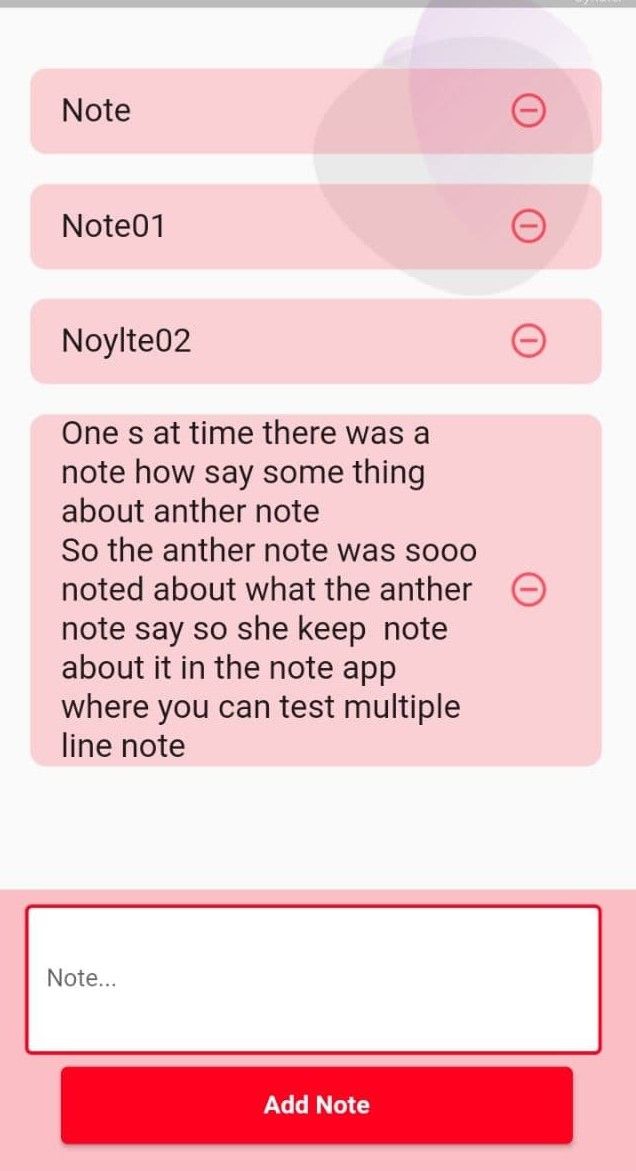 Note
Note01
Noylte02
One s at time there was a
note how say some thing
about anther note
So the anther note was sooo
noted about what the anther
note say so she keep  note
about it in the note app
where you can test multiple
line note
Note...
Add Note